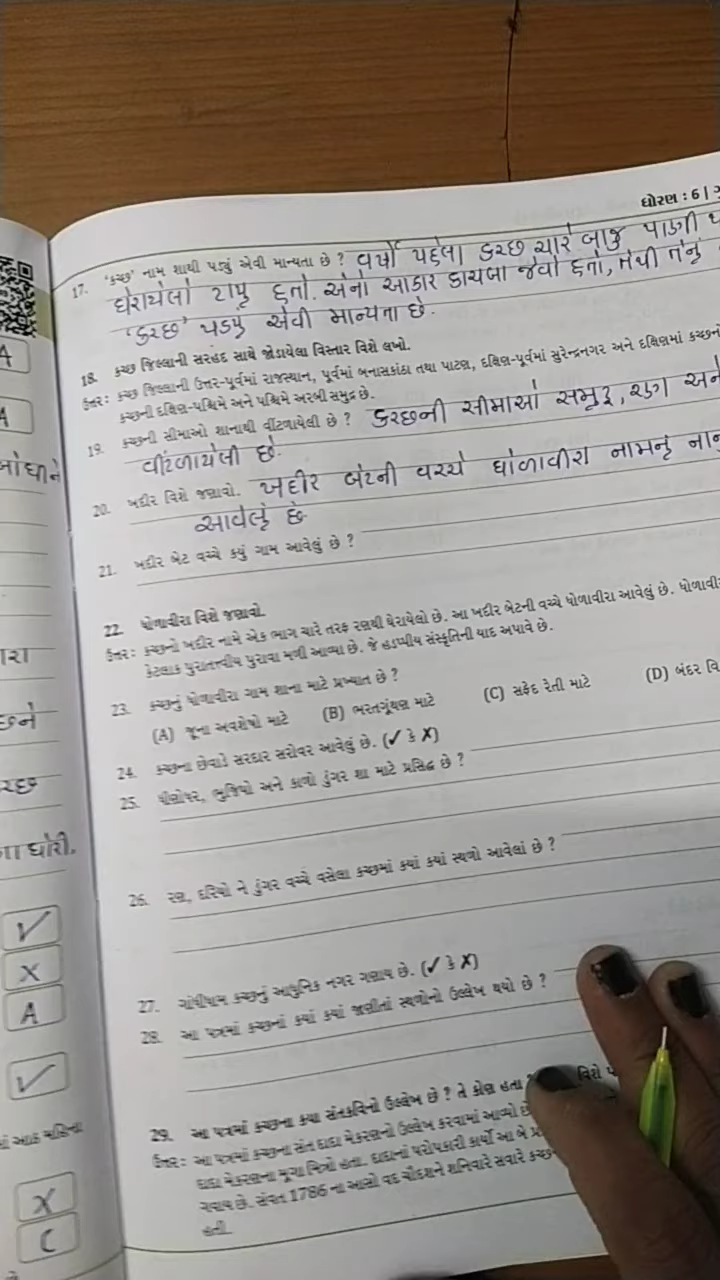 ધોરણ : 6 |
17. 'કચ્છ' નામ શાથી પડ્યું એવી માન્યતા છે ? વર્ષો પહેલા કચ્છ ચારે બાજુ પાણી
ઘેરાયેલો ટાપુ હતો. એનો આકાર કાચબા જેવો હતો, તેથી તેનું
'કચ્છ' પડ્યું એવી માન્યતા છે.
18. કચ્છ જિલ્લાની સરહદ સાથે જોડાયેલા વિસ્તાર વિશે લખો.
ઉત્તર : કચ્છ જિલ્લાની ઉત્તર-પૂર્વમાં રાજસ્થાન, પૂર્વમાં બનાસકાંઠા તથા પાટણ, દક્ષિણ-પૂર્વમાં સુરેન્દ્રનગર અને દક્ષિણમાં કચ્છનો
કચ્છની દક્ષિણ-પશ્ચિમે અને પશ્ચિમે અરબી સમુદ્ર છે.
19. કચ્છની સીમાઓ શાનાથી વીંટળાયેલી છે ? કચ્છની સીમાઓ સમુદ્ર, રણ અને
વીંટળાયેલી છે.
20. ખદીર વિશે જણાવો. ખદીર બેટની વચ્ચે ધોળાવીરા નામનું
આવેલું છે
21. ખદીર બેટ વચ્ચે કયું ગામ આવેલું છે ?
22. ધોળાવીરા વિશે જણાવો.
ઉત્તર : કચ્છનો ખદીર નામે એક ભાગ ચારે તરફ રણથી ઘેરાયેલો છે. આ ખદીર બેટની વચ્ચે ધોળાવીરા આવેલું છે.
કેટલાક પુરાતત્ત્વીય પુરાવા મળી આવ્યા છે. જે હડપ્પીય સંસ્કૃતિની યાદ અપાવે છે.
23. કચ્છનું ધોળાવીરા ગામ શાના માટે પ્રખ્યાત છે ?
(A) જૂના અવશેષો માટે (B) ભરતગૂંથણ માટે (C) સફેદ રેતી માટે (D) બંદર
24. કચ્છના છેવાડે સરદાર સરોવર આવેલું છે. (✓ કે ✗)
25. ધીણોધર, ભુજિયો અને કાળો ડુંગર શા માટે પ્રસિદ્ધ છે ?
26. રણ, દરિયો ને ડુંગર વચ્ચે વસેલા કચ્છમાં ક્યાં ક્યાં સ્થળો આવેલાં છે ?
27. ગાંધીધામ કચ્છનું આધુનિક નગર ગણાય છે. (✓ કે ✗)
28. આ પત્રમાં કચ્છનાં ક્યાં ક્યાં જાણીતાં સ્થળોનો ઉલ્લેખ થયો છે ?
29. આ પત્રમાં કચ્છના કયા સંતકવિનો ઉલ્લેખ છે ? તે કોણ હતા ? વિશે
ઉત્તર : આ પત્રમાં કચ્છના સંત દાદા મેકરણનો ઉલ્લેખ કરવામાં આવ્યો છે
દાદા મેકરણના મૂગા મિત્રો હતા. દાદાનાં પરોપકારી કાર્યો આ બે
ગવાય છે. સંવત 1786 ના આસો વદ ચૌદશને શનિવારે સવારે
હતી.
A
A
✓
X
A
✓
X
C